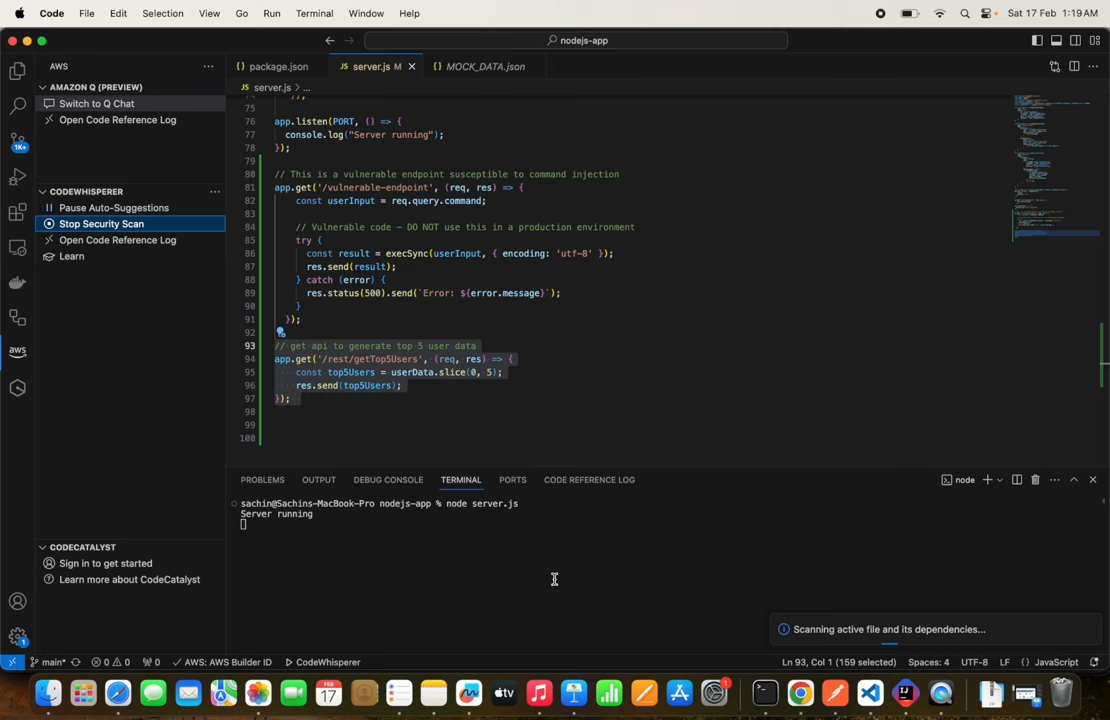 Code File Edit Selection View Go Run Terminal Window Help Sat 17 Feb 1:19 AM
nodejs-app
AWS
{} package.json JS server.js M {} MOCK_DATA.json
AMAZON Q (PREVIEW)
JS server.js > ...
Switch to Q Chat
Open Code Reference Log
CODEWHISPERER
Pause Auto-Suggestions
Stop Security Scan
Open Code Reference Log
Learn
CODECATALYST
Sign in to get started
Learn more about CodeCatalyst
1K+
aws
1
75
76 app.listen(PORT, () => {
77 console.log("Server running");
78 });
79
80 // This is a vulnerable endpoint susceptible to command injection
81 app.get('/vulnerable-endpoint', (req, res) => {
82 const userInput = req.query.command;
83
84 // Vulnerable code – DO NOT use this in a production environment
85 try {
86 const result = execSync(userInput, { encoding: 'utf-8' });
87 res.send(result);
88 } catch (error) {
89 res.status(500).send(`Error: ${error.message}`);
90 }
91 });
92
93 // get api to generate top 5 user data
94 app.get('/rest/getTop5Users', (req, res) => {
95 const top5Users = userData.slice(0, 5);
96 res.send(top5Users);
97 });
98
99
100
PROBLEMS OUTPUT DEBUG CONSOLE TERMINAL PORTS CODE REFERENCE LOG node
sachin@Sachins-MacBook-Pro nodejs-app % node server.js
Server running
Scanning active file and its dependencies...
main* 0 0 0 AWS: AWS Builder ID CodeWhisperer Ln 93, Col 1 (159 selected) Spaces: 4 UTF-8 LF {} JavaScript
FEB
17
tv
1